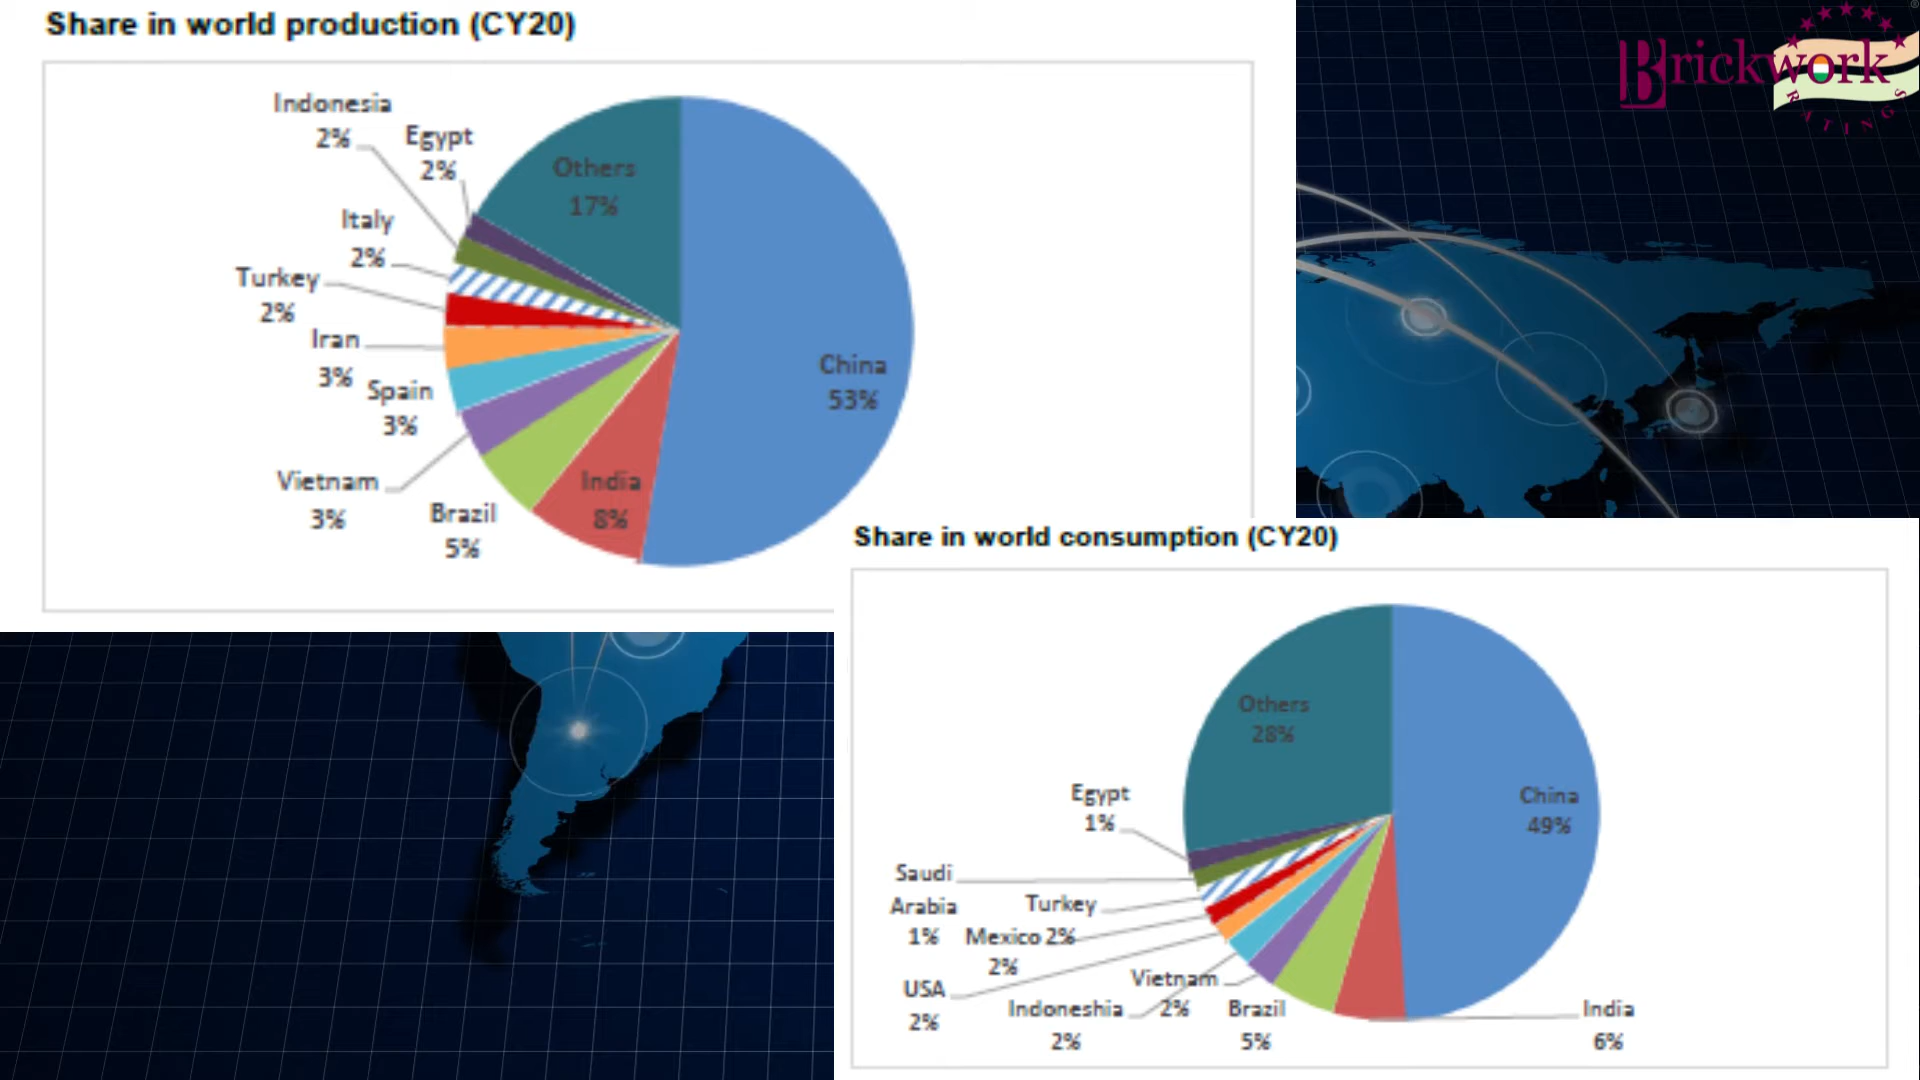 Share in world production (CY20)
Brickwork
RATINGS
Indonesia
2%
Egypt
2%
Others
17%
Italy
2%
Turkey
2%
Iran
3%
China
53%
Spain
3%
Vietnam
3%
India
8%
Brazil
5%
Share in world consumption (CY20)
Others
28%
China
49%
Egypt
1%
Saudi
Arabia
1%
Turkey
2%
Mexico
2%
USA
2%
Vietnam
2%
Indoneshia
2%
Brazil
5%
India
6%